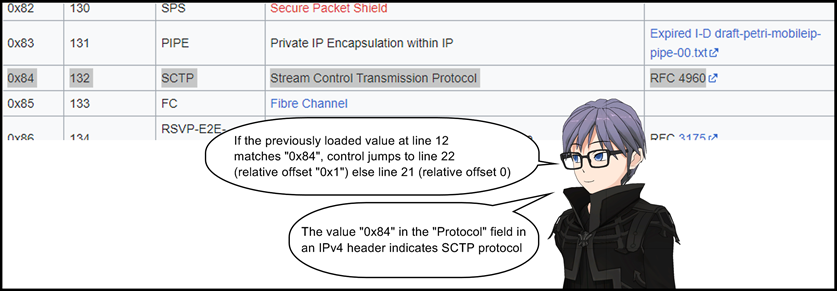 0x82 130 SPS Secure Packet Shield
0x83 131 PIPE Private IP Encapsulation within IP Expired I-D draft-petri-mobileip-
pipe-00.txt
0x84 132 SCTP Stream Control Transmission Protocol RFC 4960
0x85 133 FC Fibre Channel
RSVP-E2E-
0x86 134 RFC 3175
If the previously loaded value at line 12
matches "0x84", control jumps to line 22
(relative offset "0x1") else line 21 (relative offset 0)
The value "0x84" in the "Protocol" field in
an IPv4 header indicates SCTP protocol